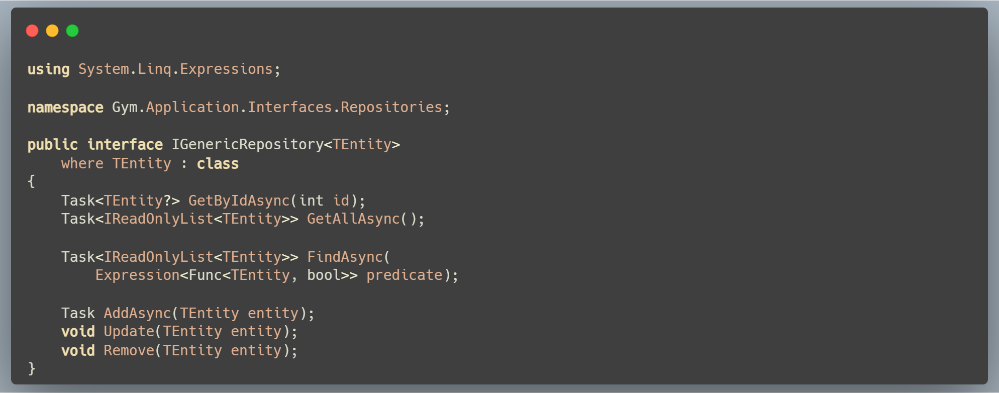 using System.Linq.Expressions;

namespace Gym.Application.Interfaces.Repositories;

public interface IGenericRepository<TEntity>
    where TEntity : class
{
    Task<TEntity?> GetByIdAsync(int id);
    Task<IReadOnlyList<TEntity>> GetAllAsync();

    Task<IReadOnlyList<TEntity>> FindAsync(
        Expression<Func<TEntity, bool>> predicate);

    Task AddAsync(TEntity entity);
    void Update(TEntity entity);
    void Remove(TEntity entity);
}